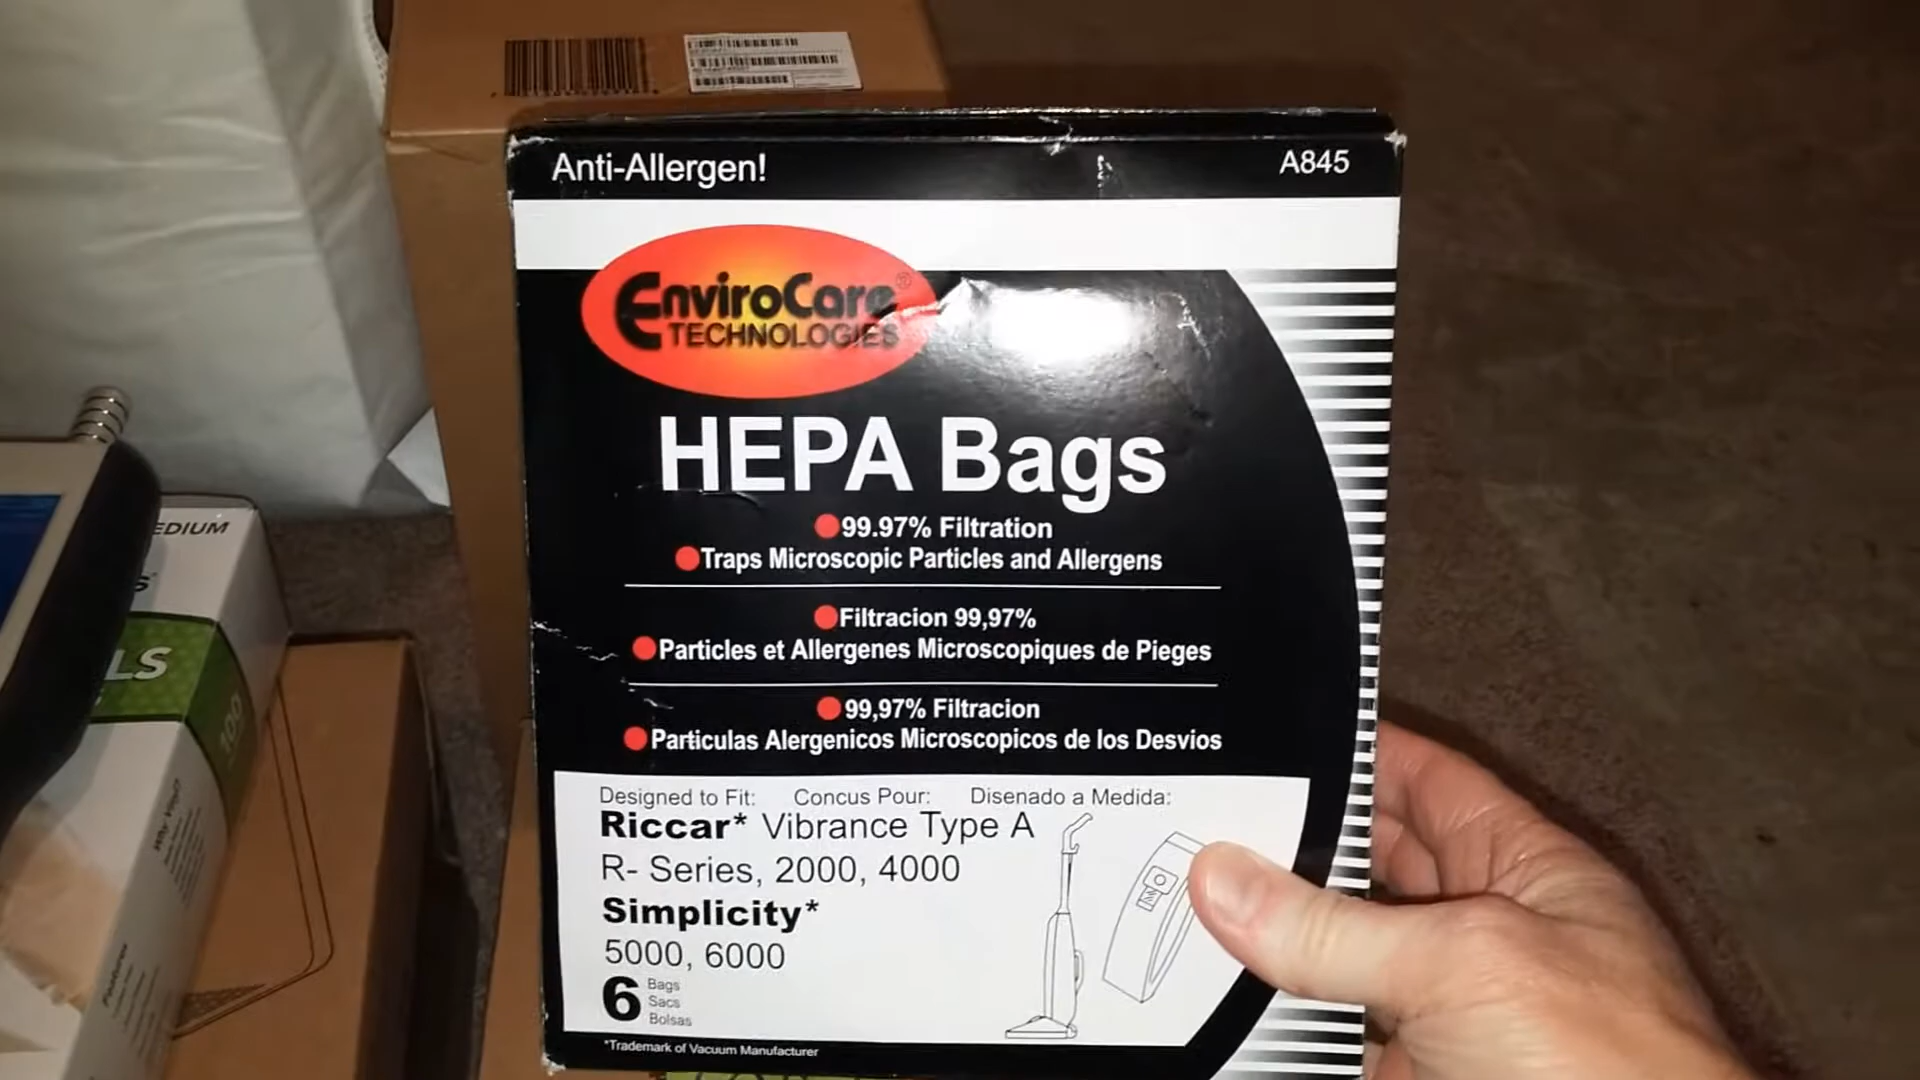 Anti-Allergen!
A845
EnviroCare®
TECHNOLOGIES
HEPA Bags
99.97% Filtration
Traps Microscopic Particles and Allergens
Filtracion 99,97%
Particles et Allergenes Microscopiques de Pieges
99,97% Filtracion
Particulas Alergenicos Microscopicos de los Desvios
Designed to Fit: Concus Pour: Disenado a Medida:
Riccar* Vibrance Type A
R- Series, 2000, 4000
Simplicity*
5000, 6000
6 Bags
Sacs
Bolsas
*Trademark of Vacuum Manufacturer
EDIUM
LS
100
Features